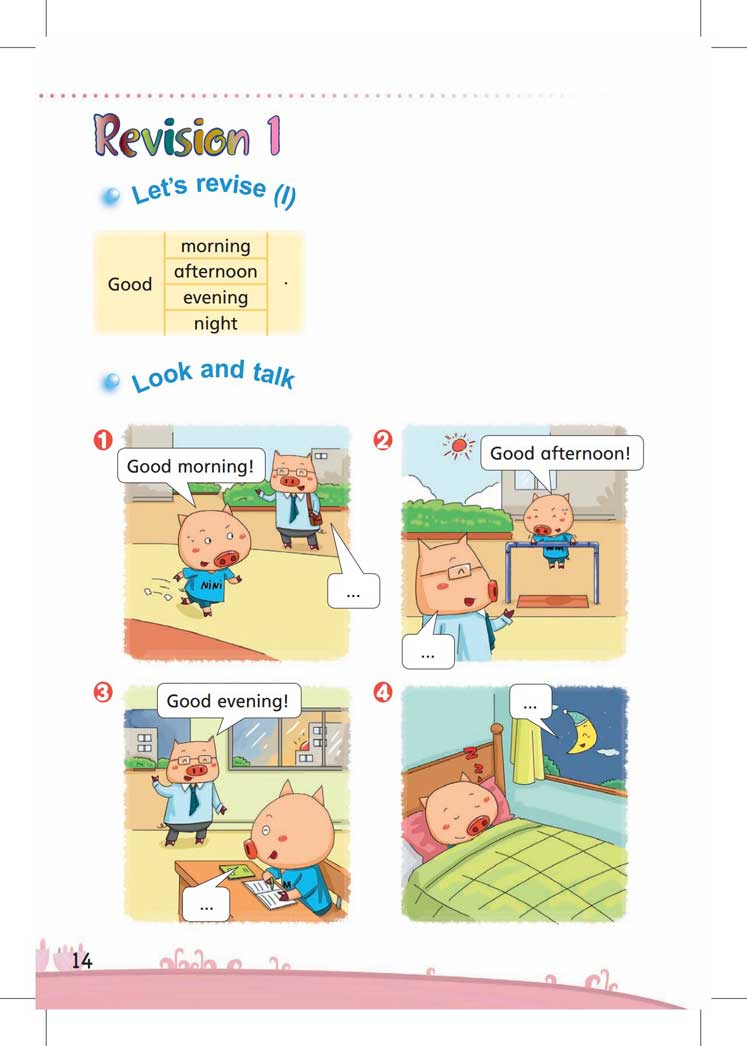 Revision 1
Let's revise (I)
morning
afternoon
Good
.
evening
night
Look and talk
1
2
Good morning!
Good afternoon!
NiNi
...
...
3
4
Good evening!
...
z z z
...
14